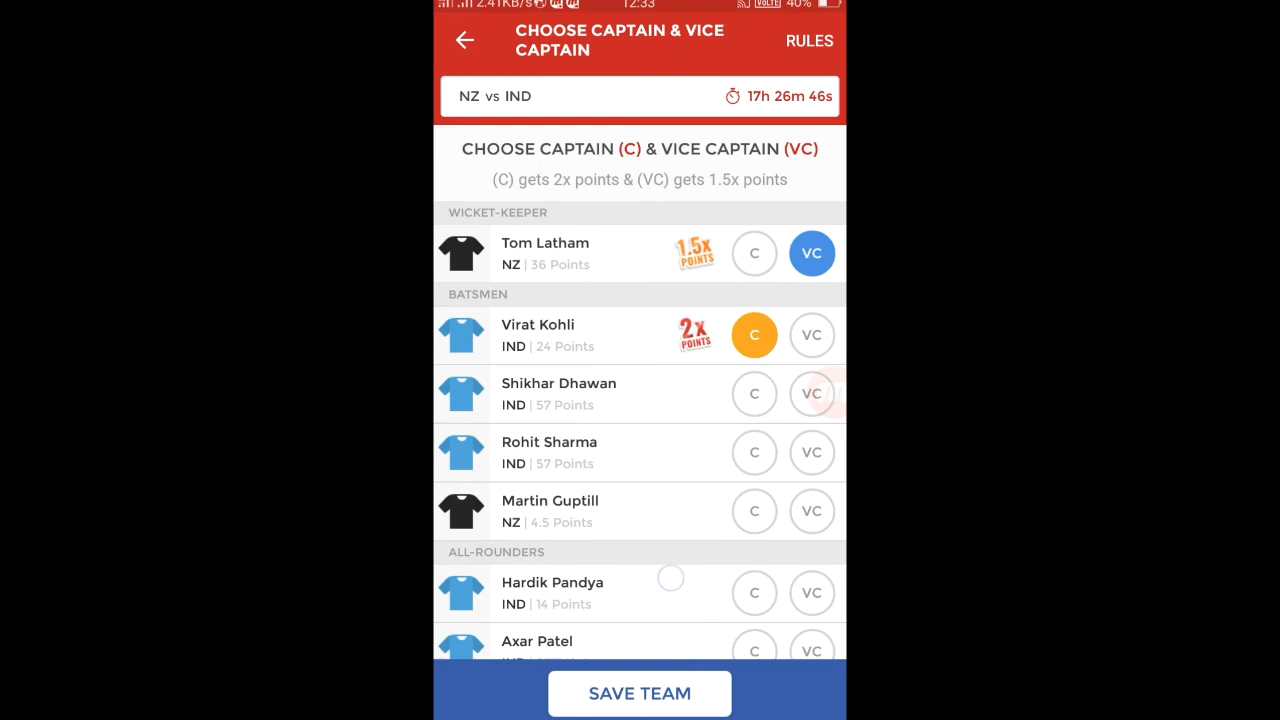 2.41KB/s 12:33 VOLTE 40%
CHOOSE CAPTAIN & VICE
CAPTAIN
RULES
NZ vs IND 17h 26m 46s
CHOOSE CAPTAIN (C) & VICE CAPTAIN (VC)
(C) gets 2x points & (VC) gets 1.5x points
WICKET-KEEPER
Tom Latham
NZ | 36 Points
1.5X
POINTS
C VC
BATSMEN
Virat Kohli
IND | 24 Points
2X
POINTS
C VC
Shikhar Dhawan
IND | 57 Points
C VC
Rohit Sharma
IND | 57 Points
C VC
Martin Guptill
NZ | 4.5 Points
C VC
ALL-ROUNDERS
Hardik Pandya
IND | 14 Points
C VC
Axar Patel
C VC
SAVE TEAM